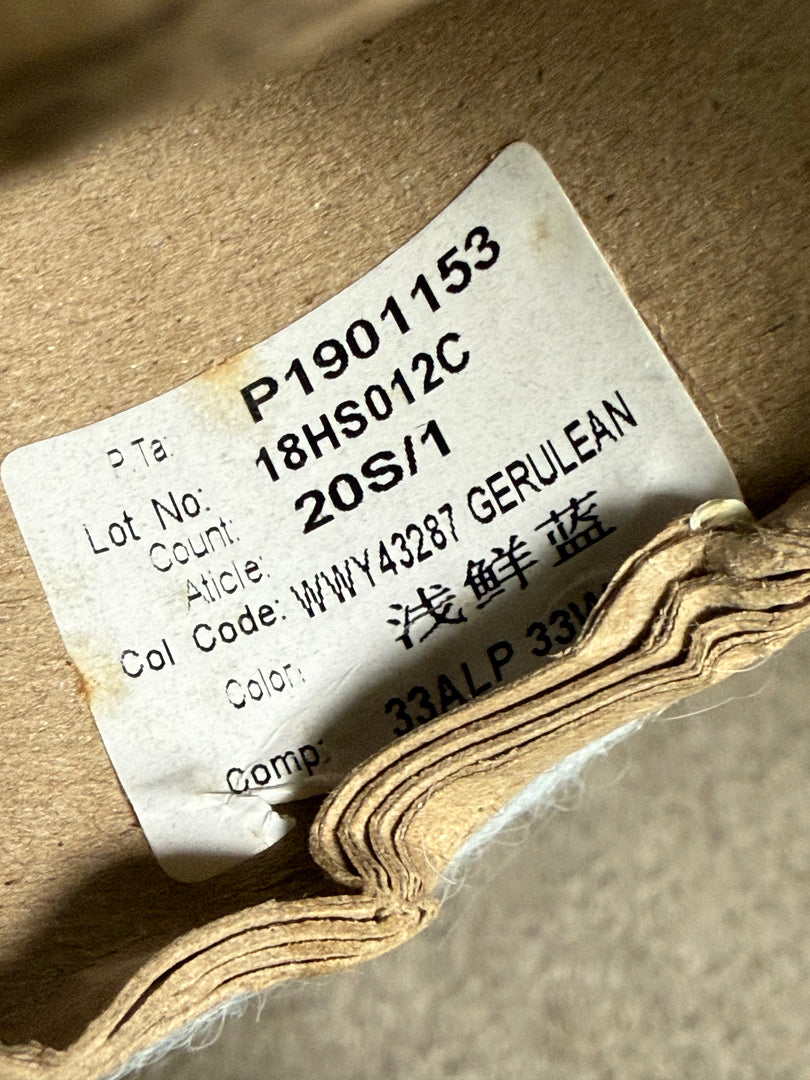 P.Ta: P1901153
Lot No: 18HS012C
Count: 20S/1
Aticle:
Col Code: WWY43287 GERULEAN
Color: 浅鲜蓝
Comp: 33ALP